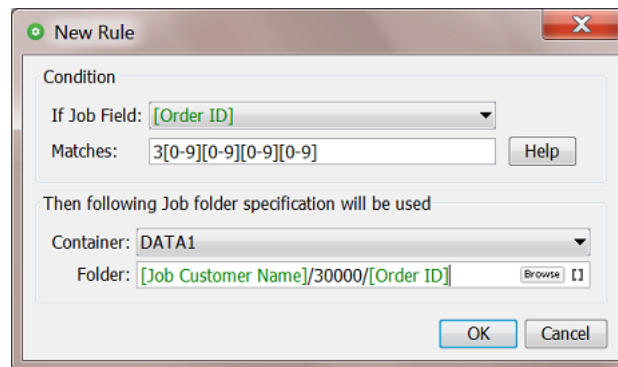 New Rule
Condition
If Job Field: [Order ID]
Matches: 3[0-9][0-9][0-9][0-9] Help
Then following Job folder specification will be used
Container: DATA1
Folder: [Job Customer Name]/30000/[Order ID] Browse []
OK Cancel